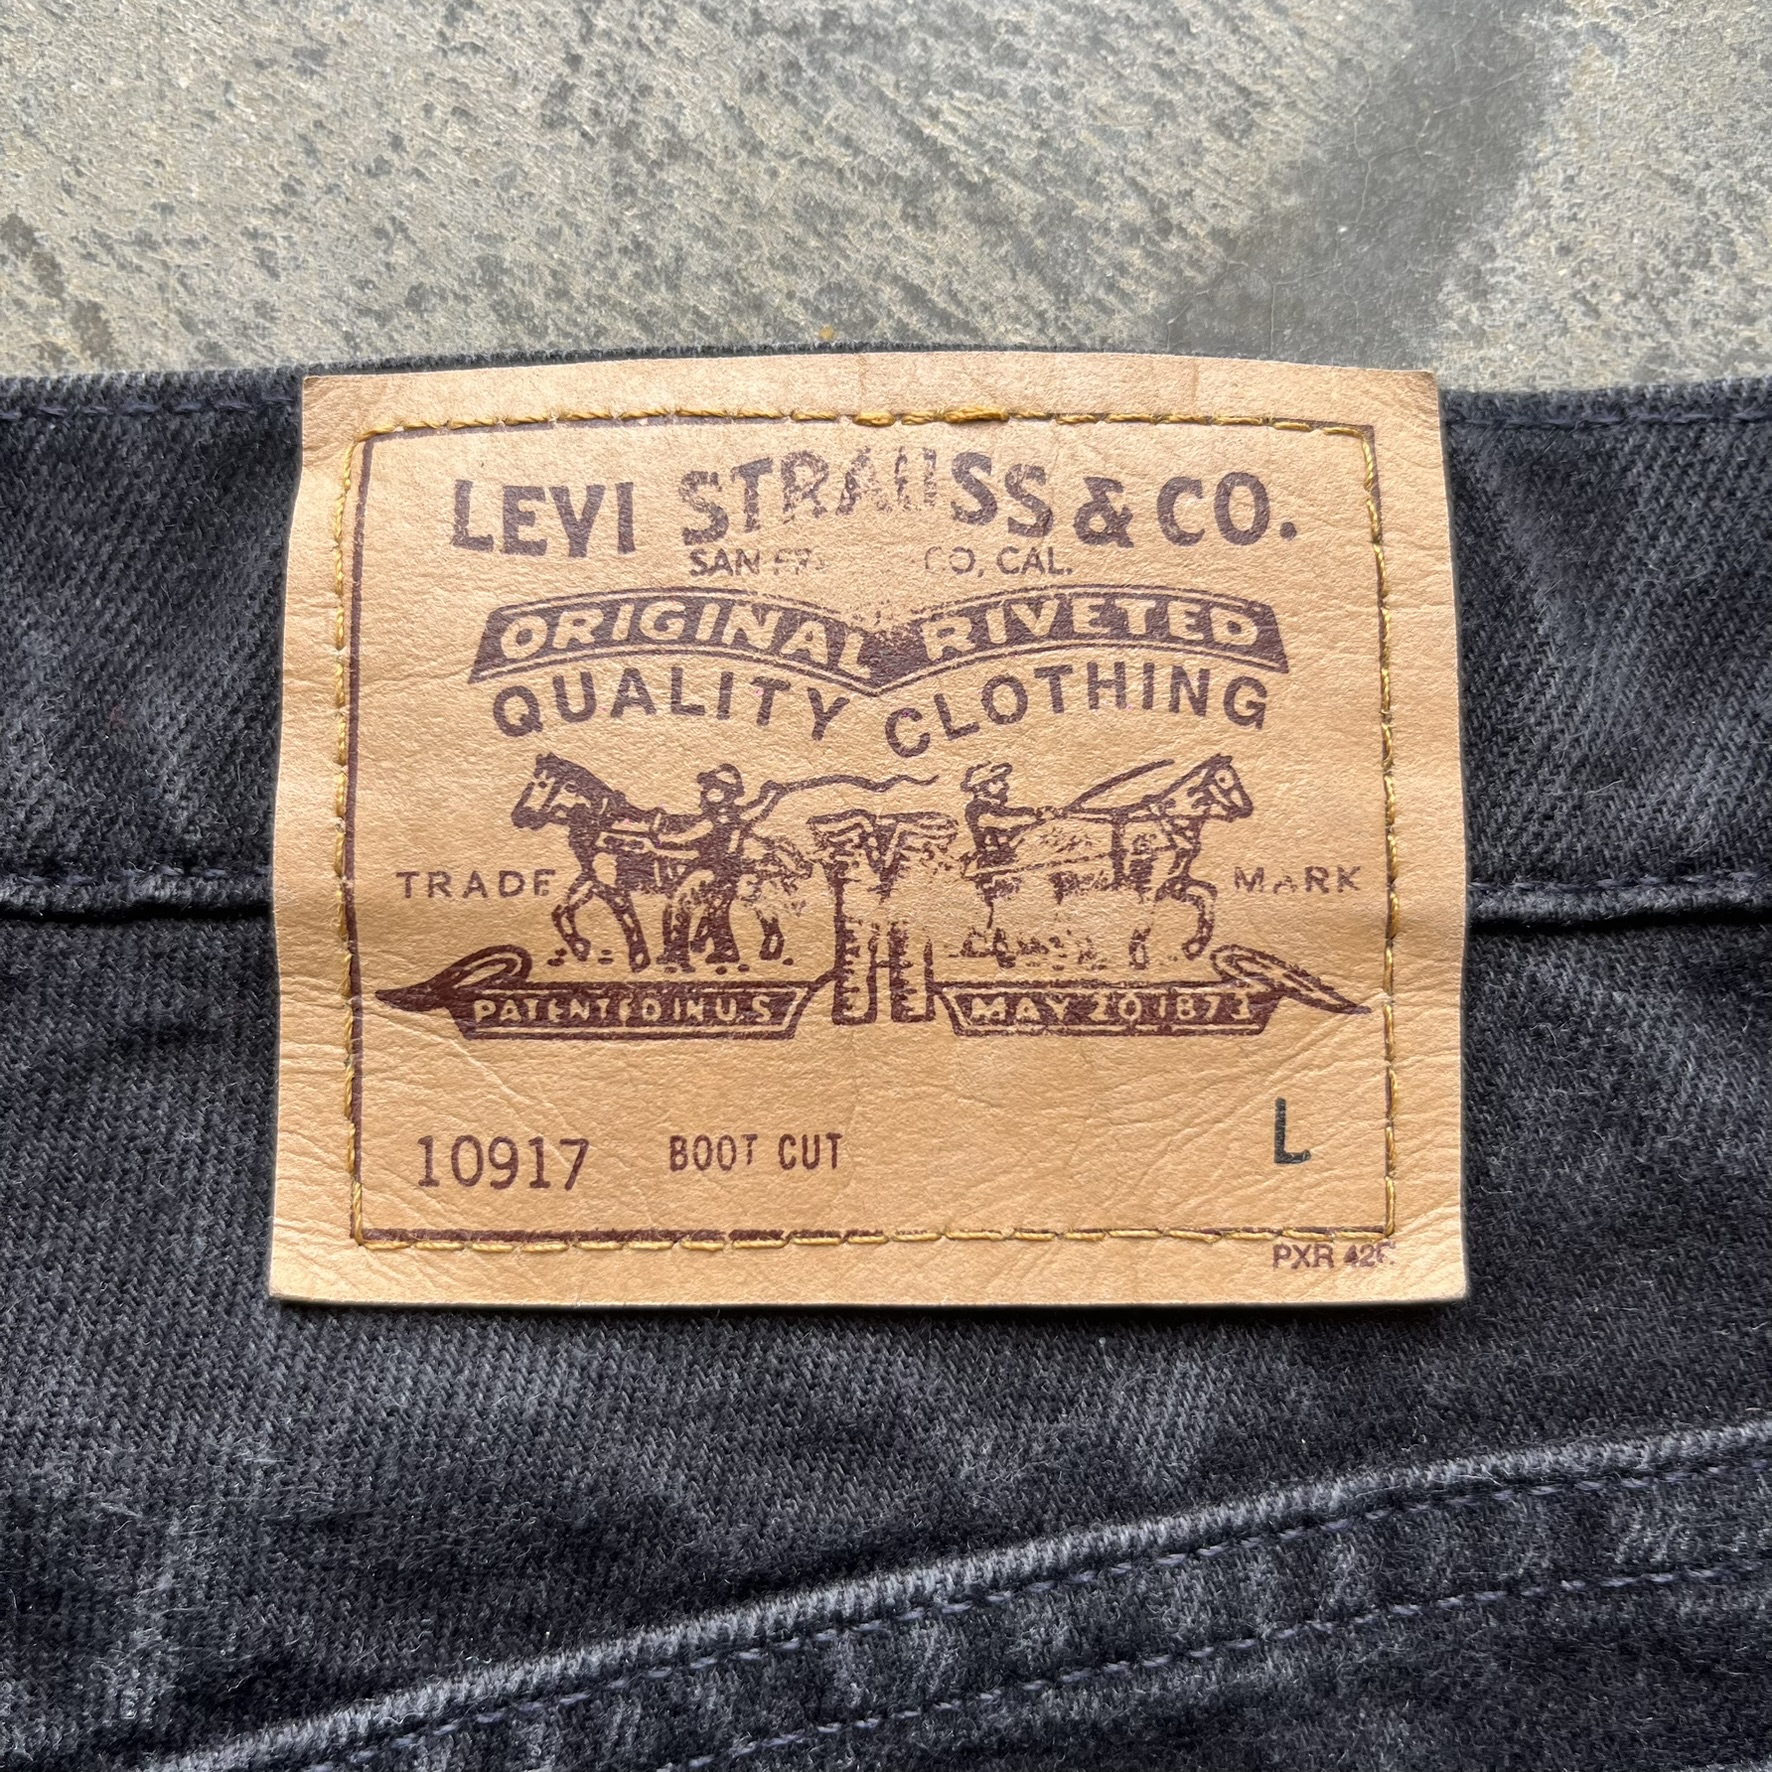 LEVI STRAUSS & CO.
CO, CAL.
ORIGINAL RIVETED
QUALITY CLOTHING
TRADE MARK
PATENTED IN U.S MAY 20 1873
10917 BOOT CUT L
PXR